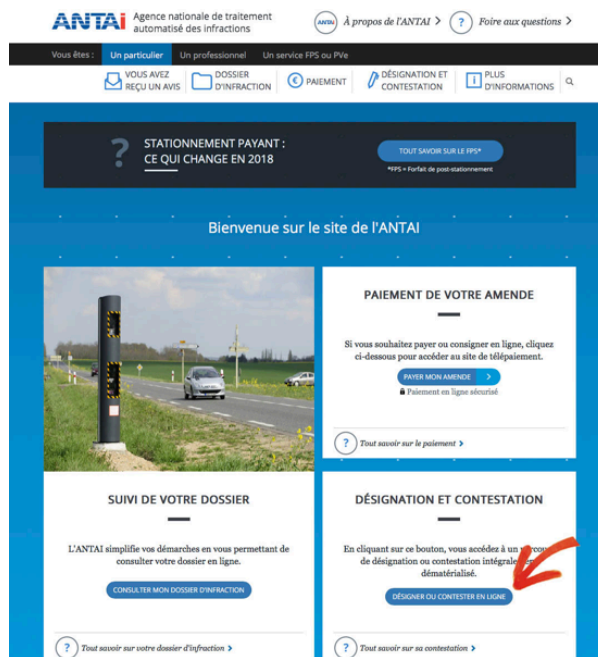 ANTAI
Agence nationale de traitement
automatisé des infractions
ANTAI
À propos de l'ANTAI >
? Foire aux questions >
Vous êtes : Un particulier Un professionnel Un service FPS ou PVe
VOUS AVEZ
REÇU UN AVIS
DOSSIER
D'INFRACTION
€ PAIEMENT
DÉSIGNATION ET
CONTESTATION
i PLUS
D'INFORMATIONS
? STATIONNEMENT PAYANT :
CE QUI CHANGE EN 2018
TOUT SAVOIR SUR LE FPS*
*FPS = Forfait de post-stationnement
Bienvenue sur le site de l'ANTAI
PAIEMENT DE VOTRE AMENDE
Si vous souhaitez payer ou consigner en ligne, cliquez
ci-dessous pour accéder au site de télépaiement.
PAYER MON AMENDE >
Paiement en ligne sécurisé
? Tout savoir sur le paiement >
SUIVI DE VOTRE DOSSIER
L'ANTAI simplifie vos démarches en vous permettant de
consulter votre dossier en ligne.
CONSULTER MON DOSSIER D'INFRACTION
? Tout savoir sur votre dossier d'infraction >
DÉSIGNATION ET CONTESTATION
En cliquant sur ce bouton, vous accédez à un
de désignation ou contestation
dématérialisé.
DÉSIGNER OU CONTESTER EN LIGNE
? Tout savoir sur sa contestation >